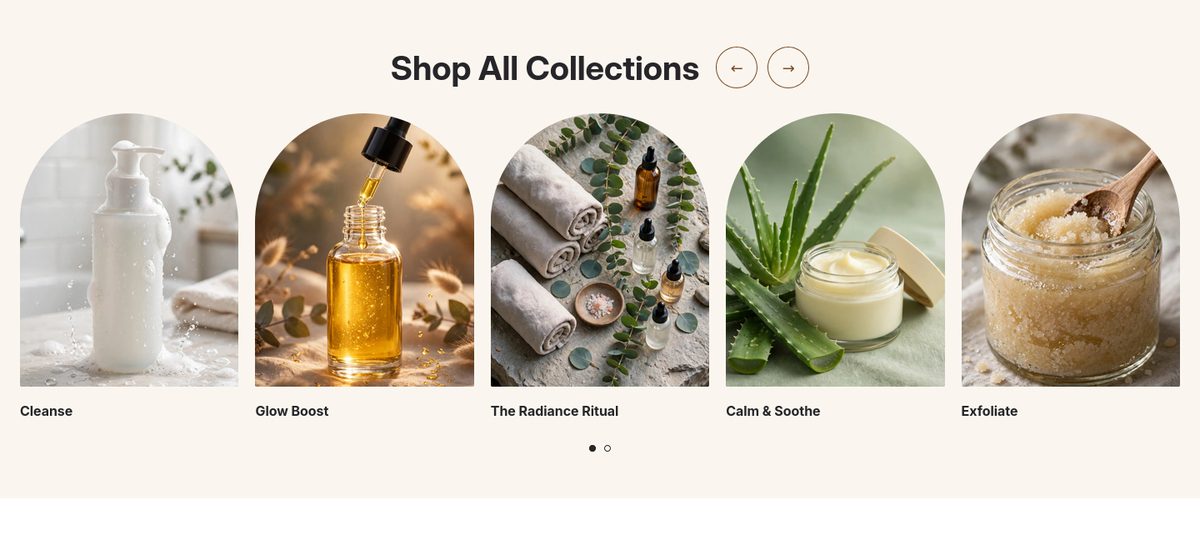 Shop All Collections
Cleanse
Glow Boost
The Radiance Ritual
Calm & Soothe
Exfoliate